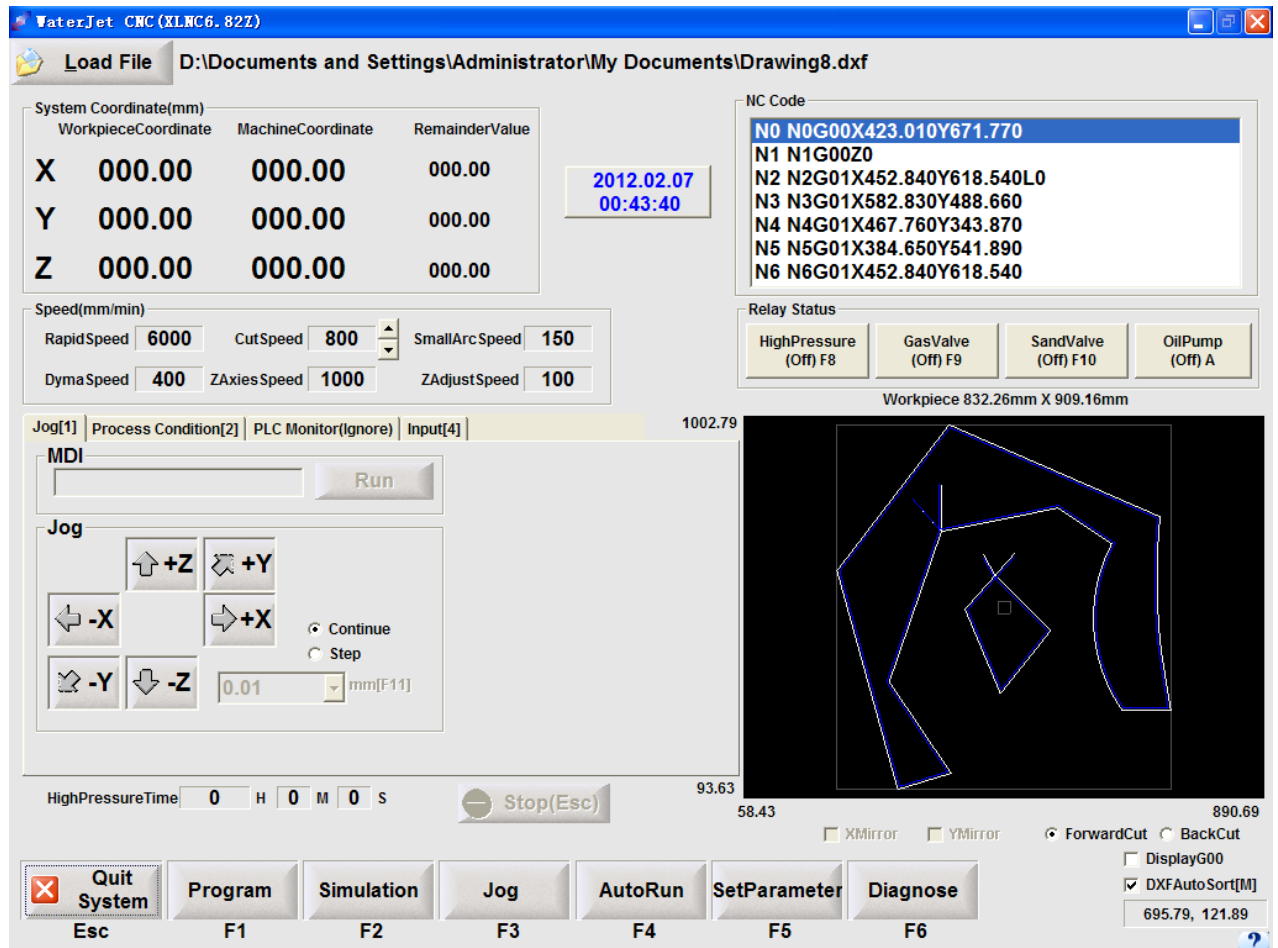 WaterJet CNC(XLNC6.82Z)
Load File D:\Documents and Settings\Administrator\My Documents\Drawing8.dxf
System Coordinate(mm)
WorkpieceCoordinate MachineCoordinate RemainderValue
X 000.00 000.00 000.00
Y 000.00 000.00 000.00
Z 000.00 000.00 000.00
2012.02.07
00:43:40
NC Code
N0 N0G00X423.010Y671.770
N1 N1G00Z0
N2 N2G01X452.840Y618.540L0
N3 N3G01X582.830Y488.660
N4 N4G01X467.760Y343.870
N5 N5G01X384.650Y541.890
N6 N6G01X452.840Y618.540
Speed(mm/min)
RapidSpeed 6000 CutSpeed 800 SmallArcSpeed 150
DymaSpeed 400 ZAxiesSpeed 1000 ZAdjustSpeed 100
Relay Status
HighPressure (Off) F8
GasValve (Off) F9
SandValve (Off) F10
OilPump (Off) A
Workpiece 832.26mm X 909.16mm
Jog[1] Process Condition[2] PLC Monitor(Ignore) Input[4]
1002.79
MDI
Run
Jog
+Z +Y
-X +X
Continue
Step
-Y -Z 0.01 mm[F11]
93.63
58.43 890.69
HighPressureTime 0 H 0 M 0 S
Stop(Esc)
XMirror YMirror ForwardCut BackCut
DisplayG00
DXFAutoSort[M]
695.79, 121.89
?
Quit System
Program
Simulation
Jog
AutoRun
SetParameter
Diagnose
Esc F1 F2 F3 F4 F5 F6